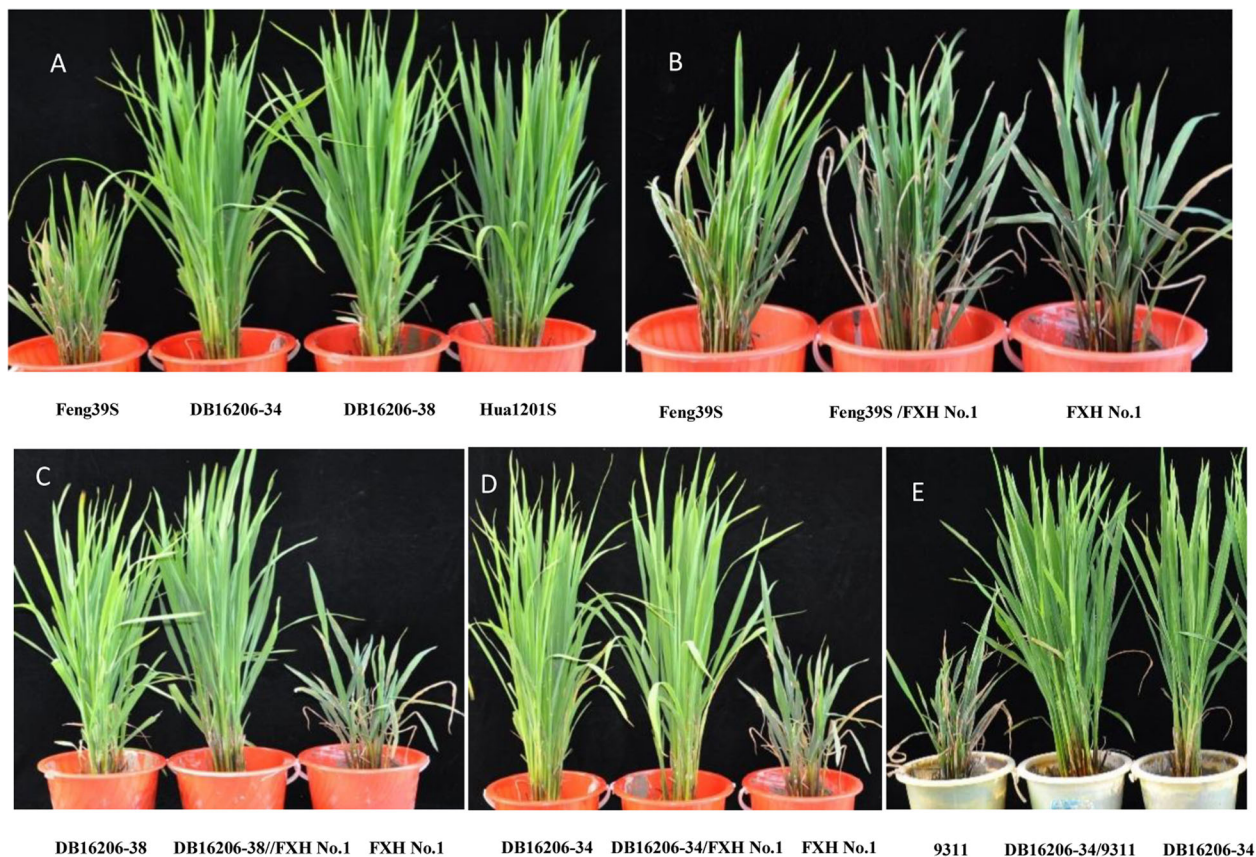 A
B
Feng39S DB16206-34 DB16206-38 Hua1201S Feng39S Feng39S /FXH No.1 FXH No.1
C
D
E
DB16206-38 DB16206-38//FXH No.1 FXH No.1 DB16206-34 DB16206-34/FXH No.1 FXH No.1 9311 DB16206-34/9311 DB16206-34